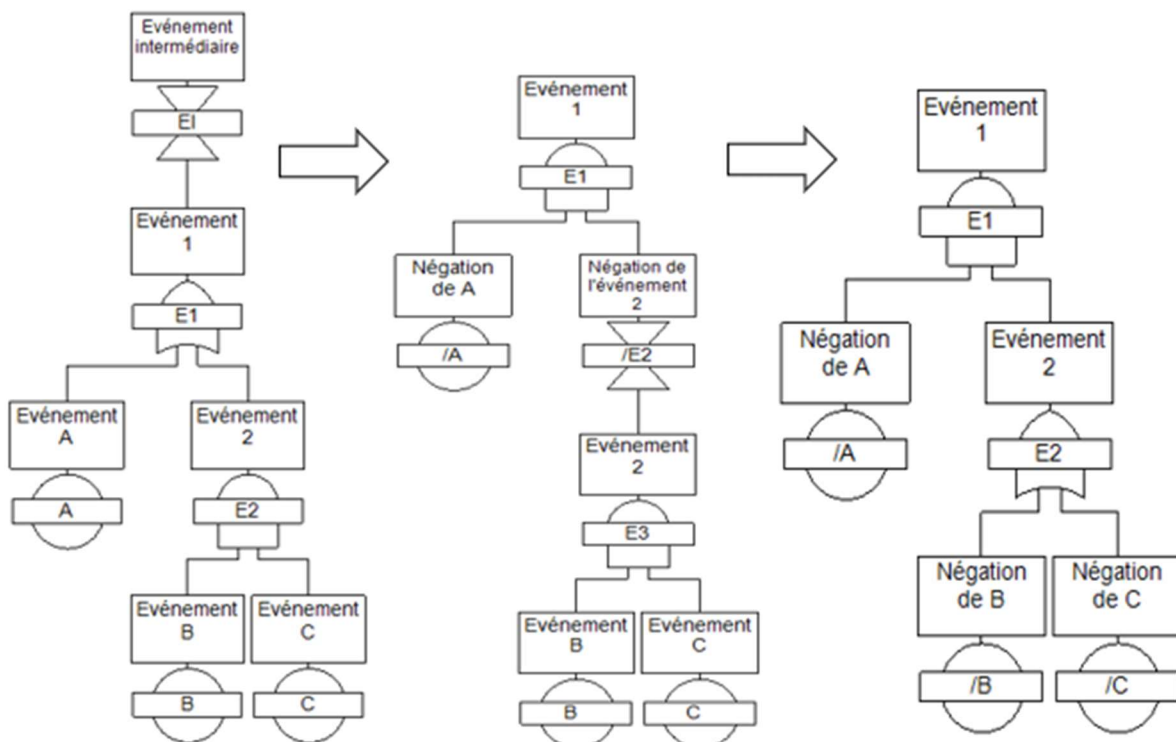 Evénement
intermédiaire
EI
Evénement
1
E1
Evénement
A
A
Evénement
2
E2
Evénement
B
B
Evénement
C
C
Evénement
1
E1
Négation
de A
/A
Négation de
l'événement
2
/E2
Evénement
2
E3
Evénement
B
B
Evénement
C
C
Evénement
1
E1
Négation
de A
/A
Evénement
2
E2
Négation
de B
/B
Négation
de C
/C